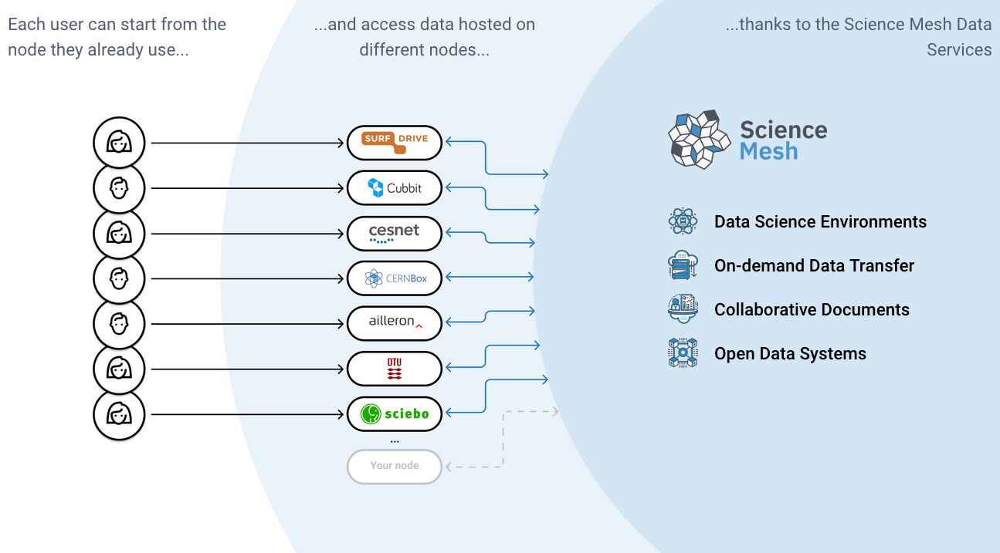 Each user can start from the
node they already use...
...and access data hosted on
different nodes...
...thanks to the Science Mesh Data
Services
SURF DRIVE
Cubbit
cesnet
CERNBox
ailleron
DTU
sciebo
...
Your node
Science
Mesh
Data Science Environments
On-demand Data Transfer
Collaborative Documents
Open Data Systems